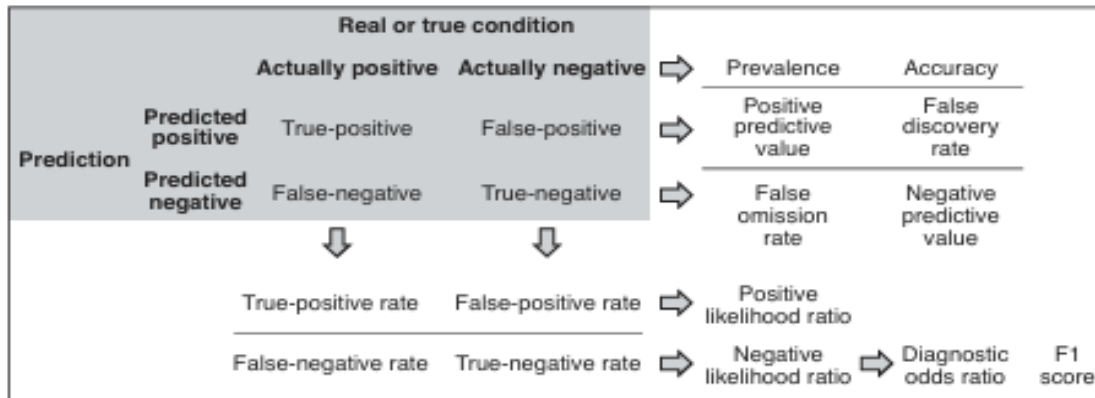 Real or true condition
Actually positive Actually negative Prevalence Accuracy
Predicted positive True-positive False-positive Positive predictive value False discovery rate
Prediction
Predicted negative False-negative True-negative False omission rate Negative predictive value
True-positive rate False-positive rate Positive likelihood ratio
False-negative rate True-negative rate Negative likelihood ratio Diagnostic odds ratio F1 score